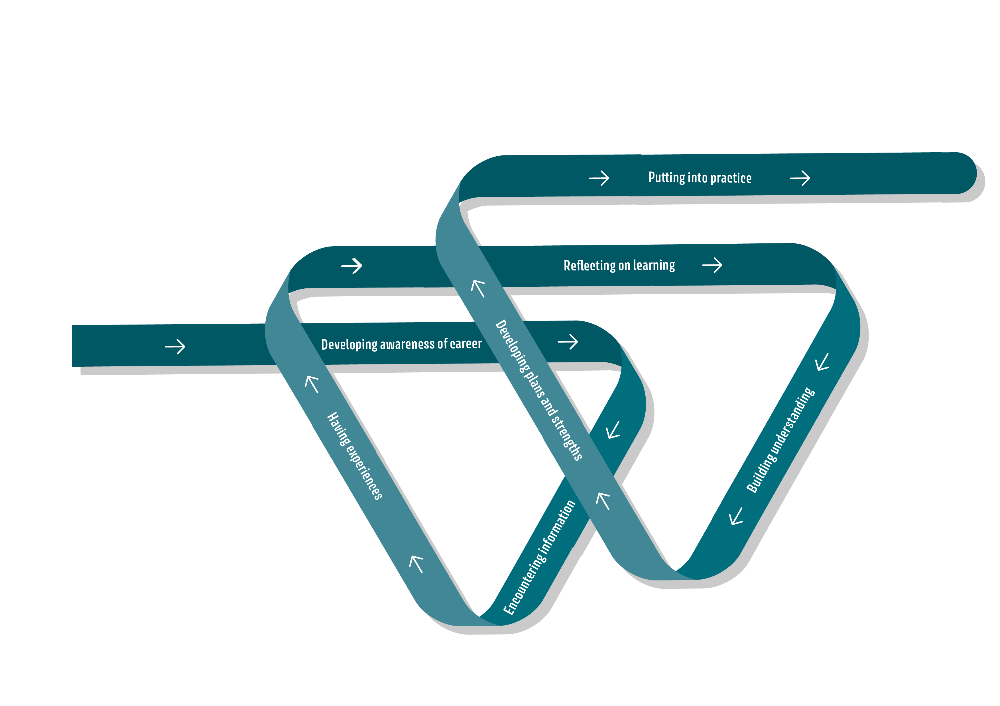 Putting into practice
Reflecting on learning
Developing awareness of career
Developing plans and strengths
Having experiences
Building understanding
Encountering information